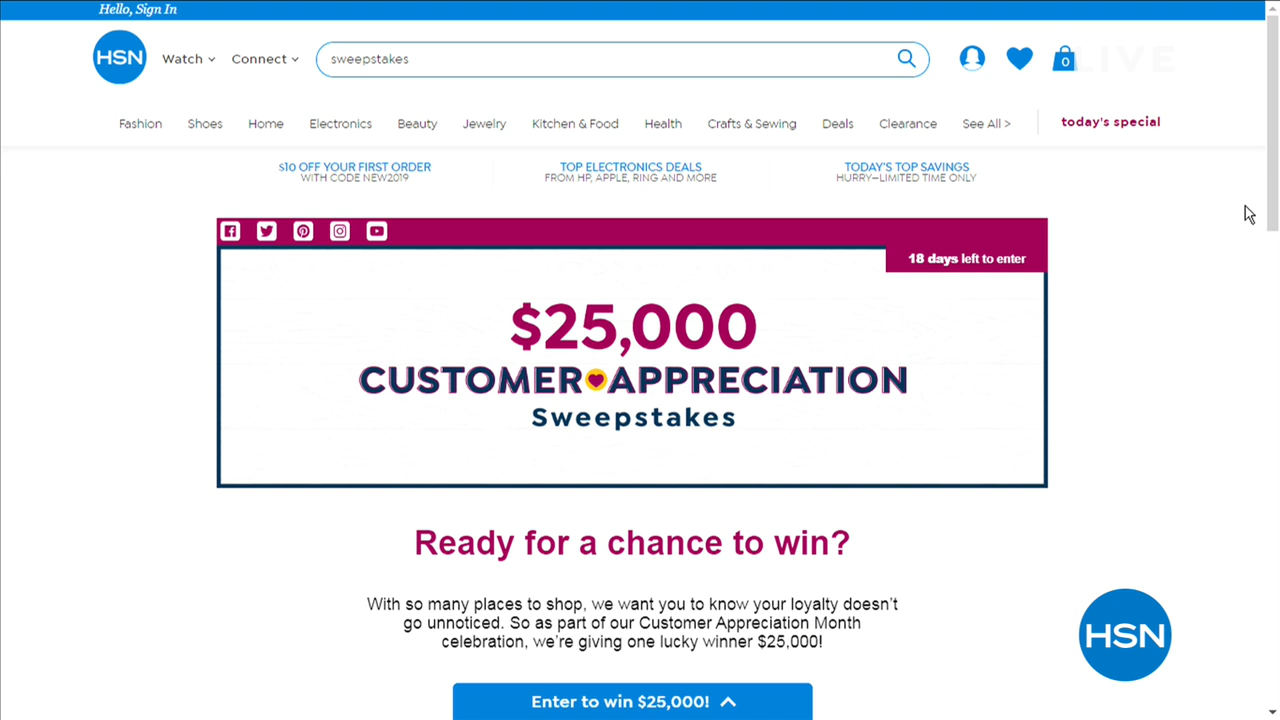 Hello, Sign In
HSN
Watch
Connect
sweepstakes
0
LIVE
Fashion
Shoes
Home
Electronics
Beauty
Jewelry
Kitchen & Food
Health
Crafts & Sewing
Deals
Clearance
See All >
today's special
$10 OFF YOUR FIRST ORDER
WITH CODE NEW2019
TOP ELECTRONICS DEALS
FROM HP, APPLE, RING AND MORE
TODAY'S TOP SAVINGS
HURRY—LIMITED TIME ONLY
18 days left to enter
$25,000
CUSTOMER APPRECIATION
Sweepstakes
Ready for a chance to win?
With so many places to shop, we want you to know your loyalty doesn't
go unnoticed. So as part of our Customer Appreciation Month
celebration, we're giving one lucky winner $25,000!
Enter to win $25,000!
HSN